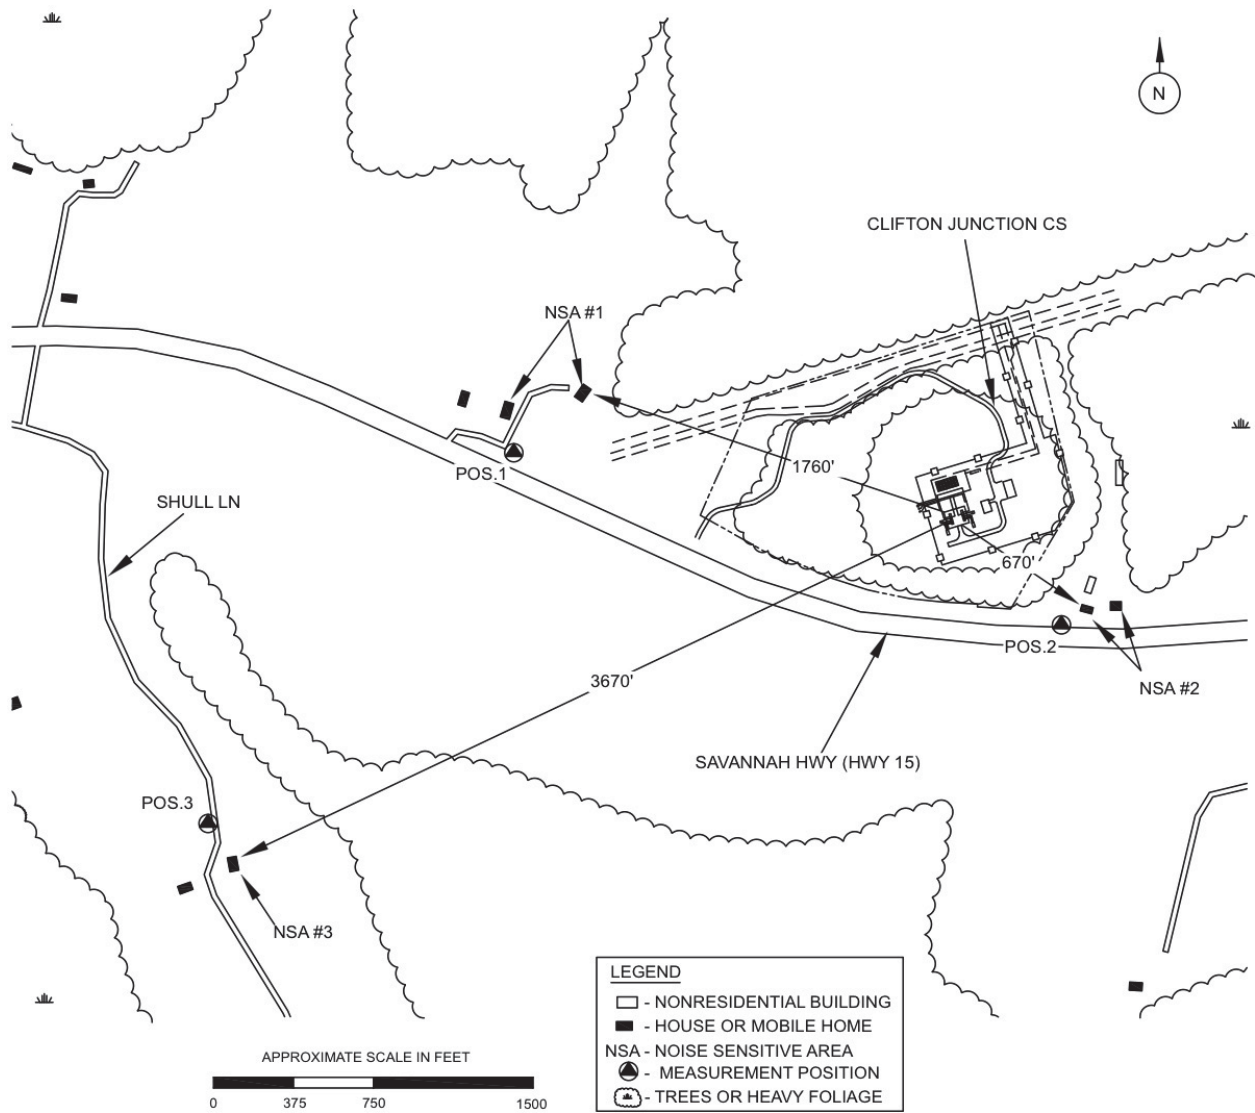 N
CLIFTON JUNCTION CS
NSA #1
1760'
POS.1
SHULL LN
670'
POS.2
3670'
NSA #2
SAVANNAH HWY (HWY 15)
POS.3
NSA #3
LEGEND
- NONRESIDENTIAL BUILDING
- HOUSE OR MOBILE HOME
NSA - NOISE SENSITIVE AREA
- MEASUREMENT POSITION
- TREES OR HEAVY FOLIAGE
APPROXIMATE SCALE IN FEET
0 375 750 1500